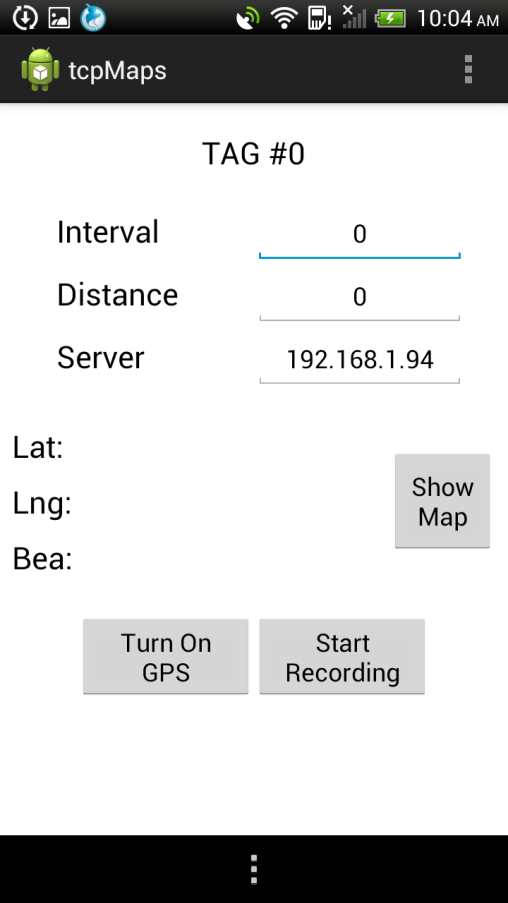 10:04 AM
tcpMaps
TAG #0
Interval 0
Distance 0
Server 192.168.1.94
Lat:
Lng:
Bea:
Show
Map
Turn On
GPS
Start
Recording